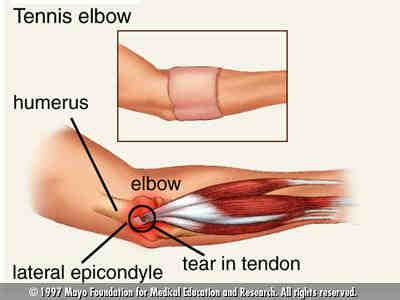 Tennis elbow
humerus
elbow
lateral epicondyle
tear in tendon
© 1997 Mayo Foundation for Medical Education and Research. All rights reserved.